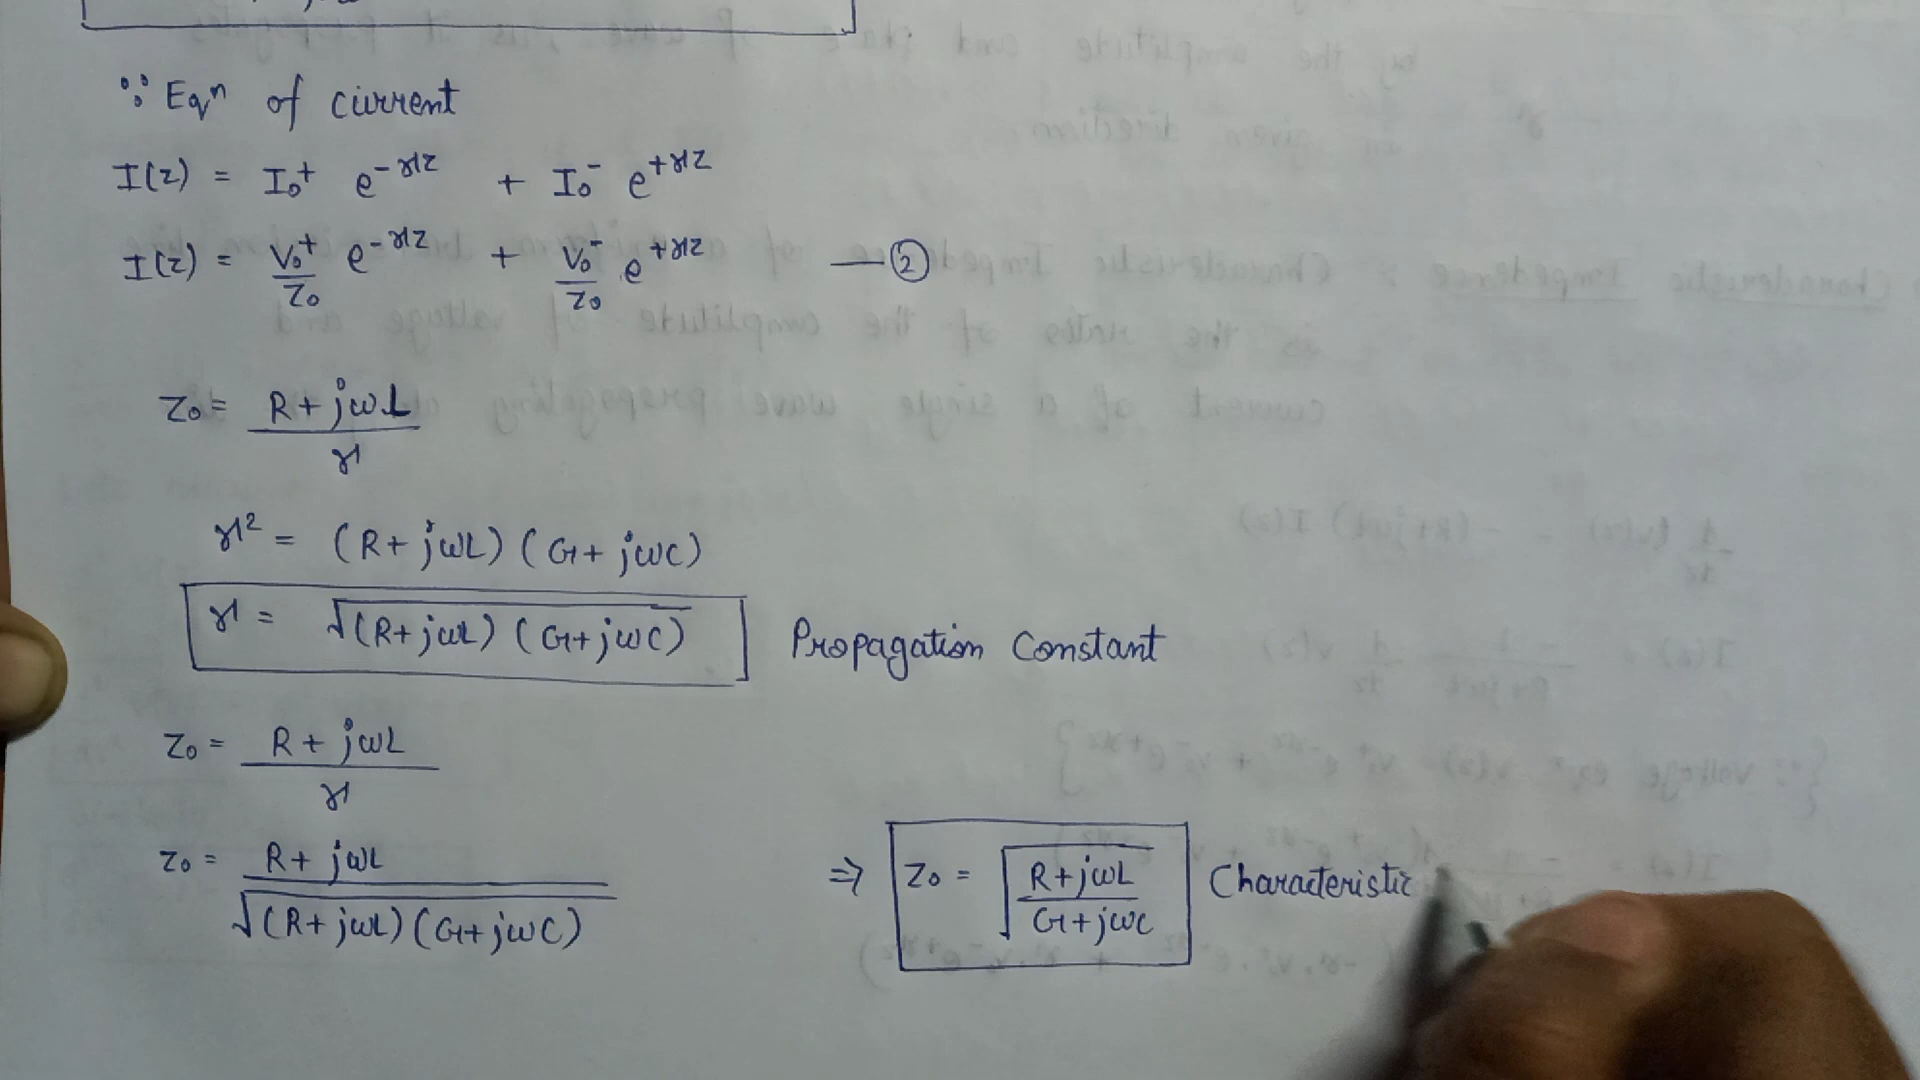 ∵ Eqⁿ of current
I(z) = I₀⁺ e^(-γz) + I₀⁻ e^(+γz)
I(z) = V₀⁺/Z₀ e^(-γz) + V₀⁻/Z₀ e^(+γz) —②
Z₀ = (R+jωL)/γ
γ² = (R+jωL)(G+jωC)
γ = √((R+jωL)(G+jωC)) Propagation Constant
Z₀ = (R+jωL)/γ
Z₀ = (R+jωL)/√((R+jωL)(G+jωC)) ⇒ Z₀ = √((R+jωL)/(G+jωC)) Characteristic